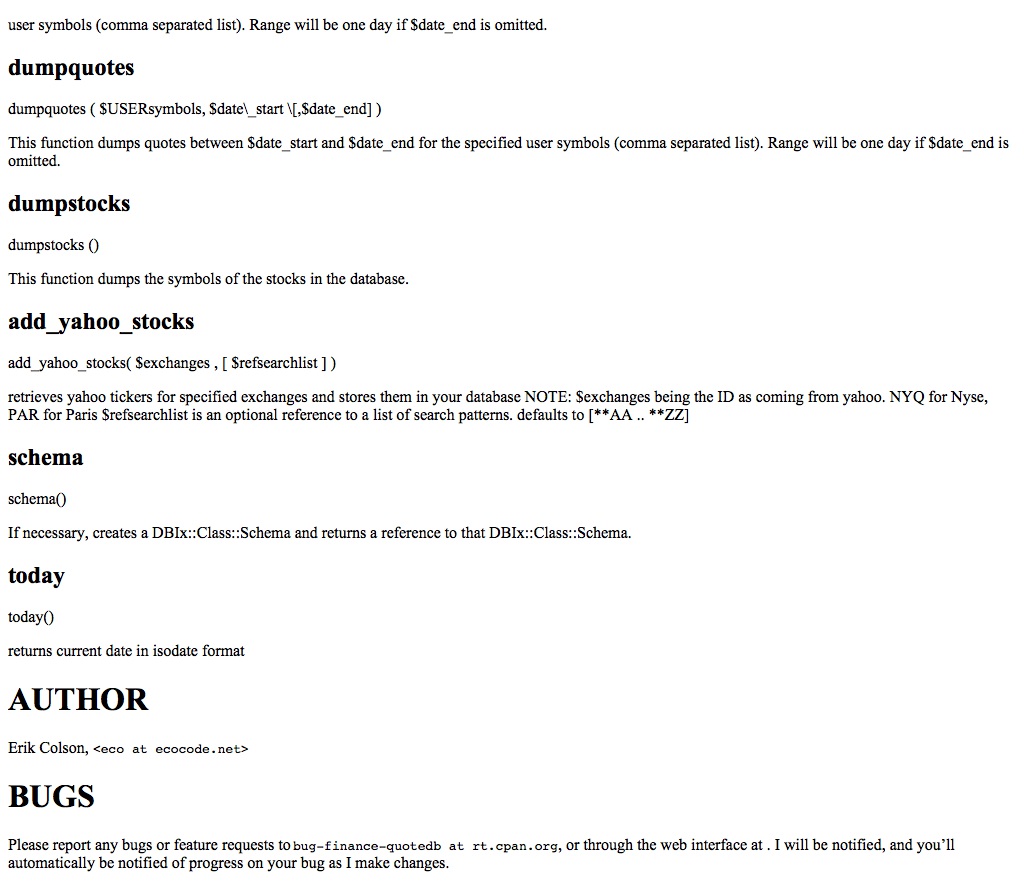 user symbols (comma separated list). Range will be one day if $date_end is omitted.
dumpquotes
dumpquotes ( $USERsymbols, $date\_start \[,$date_end] )
This function dumps quotes between $date_start and $date_end for the specified user symbols (comma separated list). Range will be one day if $date_end is
omitted.
dumpstocks
dumpstocks ()
This function dumps the symbols of the stocks in the database.
add_yahoo_stocks
add_yahoo_stocks( $exchanges , [ $refsearchlist ] )
retrieves yahoo tickers for specified exchanges and stores them in your database NOTE: $exchanges being the ID as coming from yahoo. NYQ for Nyse,
PAR for Paris $refsearchlist is an optional reference to a list of search patterns. defaults to [**AA .. **ZZ]
schema
schema()
If necessary, creates a DBIx::Class::Schema and returns a reference to that DBIx::Class::Schema.
today
today()
returns current date in isodate format
AUTHOR
Erik Colson, <eco at ecocode.net>
BUGS
Please report any bugs or feature requests to bug-finance-quotedb at rt.cpan.org, or through the web interface at . I will be notified, and you’ll
automatically be notified of progress on your bug as I make changes.